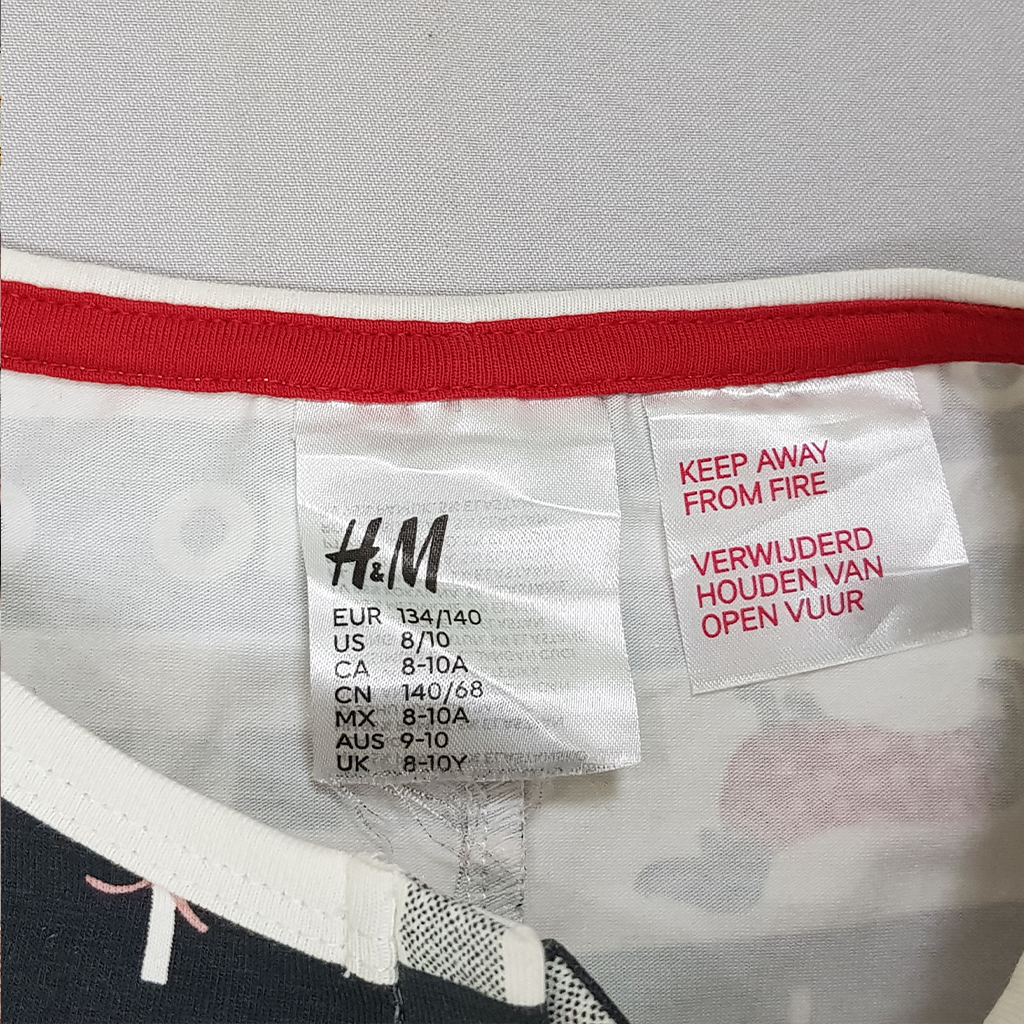 H&M
EUR 134/140
US 8/10
CA 8-10A
CN 140/68
MX 8-10A
AUS 9-10
UK 8-10Y
KEEP AWAY
FROM FIRE
VERWIJDERD
HOUDEN VAN
OPEN VUUR